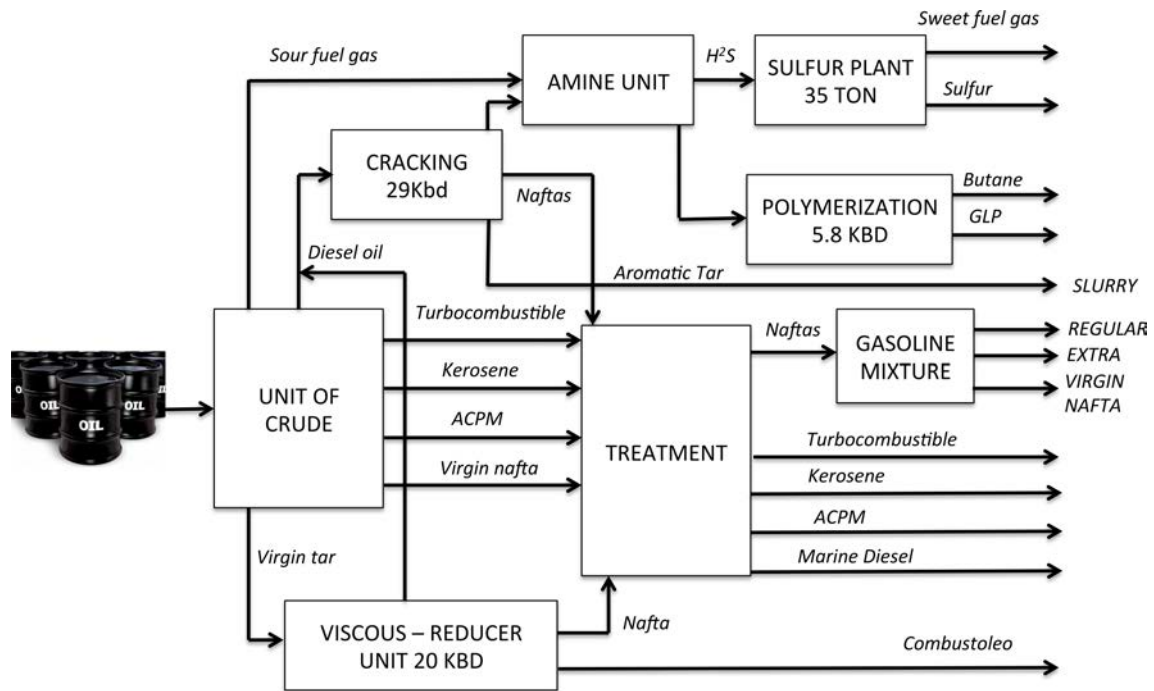 Sweet fuel gas
Sour fuel gas
H²S
AMINE UNIT
SULFUR PLANT
35 TON
Sulfur
CRACKING
29Kbd
Naftas
Butane
POLYMERIZATION
5.8 KBD
GLP
Diesel oil
Aromatic Tar
SLURRY
Turbocombustible
Naftas
GASOLINE
MIXTURE
REGULAR
EXTRA
VIRGIN
NAFTA
Kerosene
OIL
OIL
OIL
UNIT OF
CRUDE
ACPM
TREATMENT
Turbocombustible
Virgin nafta
Kerosene
ACPM
Virgin tar
Marine Diesel
VISCOUS – REDUCER
UNIT 20 KBD
Nafta
Combustoleo